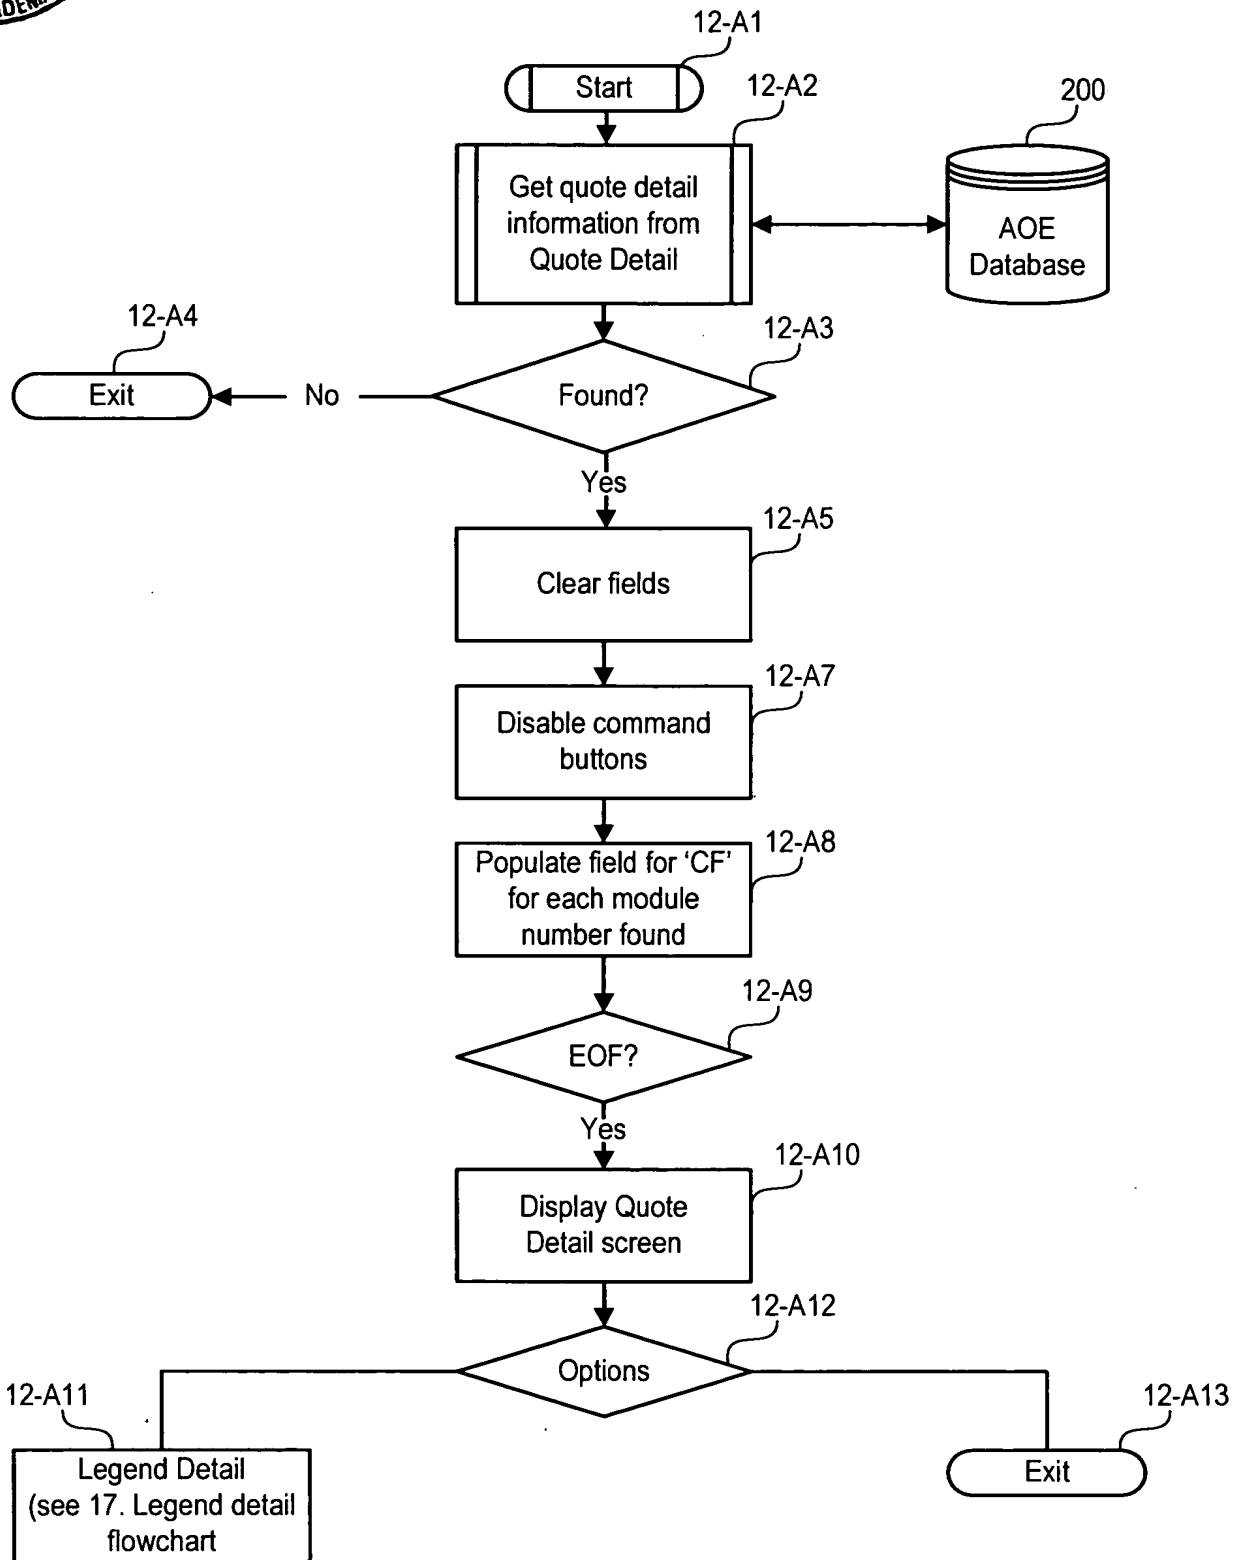 12-A1
Start
12-A2
200
Get quote detail
information from
Quote Detail
AOE
Database
12-A4
12-A3
Exit
No
Found?
Yes
12-A5
Clear fields
12-A7
Disable command
buttons
12-A8
Populate field for ‘CF’
for each module
number found
12-A9
EOF?
Yes
12-A10
Display Quote
Detail screen
12-A12
Options
12-A11
12-A13
Legend Detail
(see 17. Legend detail
flowchart
Exit